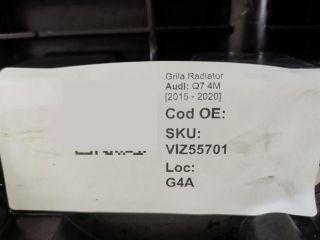 Grila Radiator
Audi: Q7 4M
[2015 - 2020]
Cod OE:
SKU:
VIZ55701
Loc:
G4A